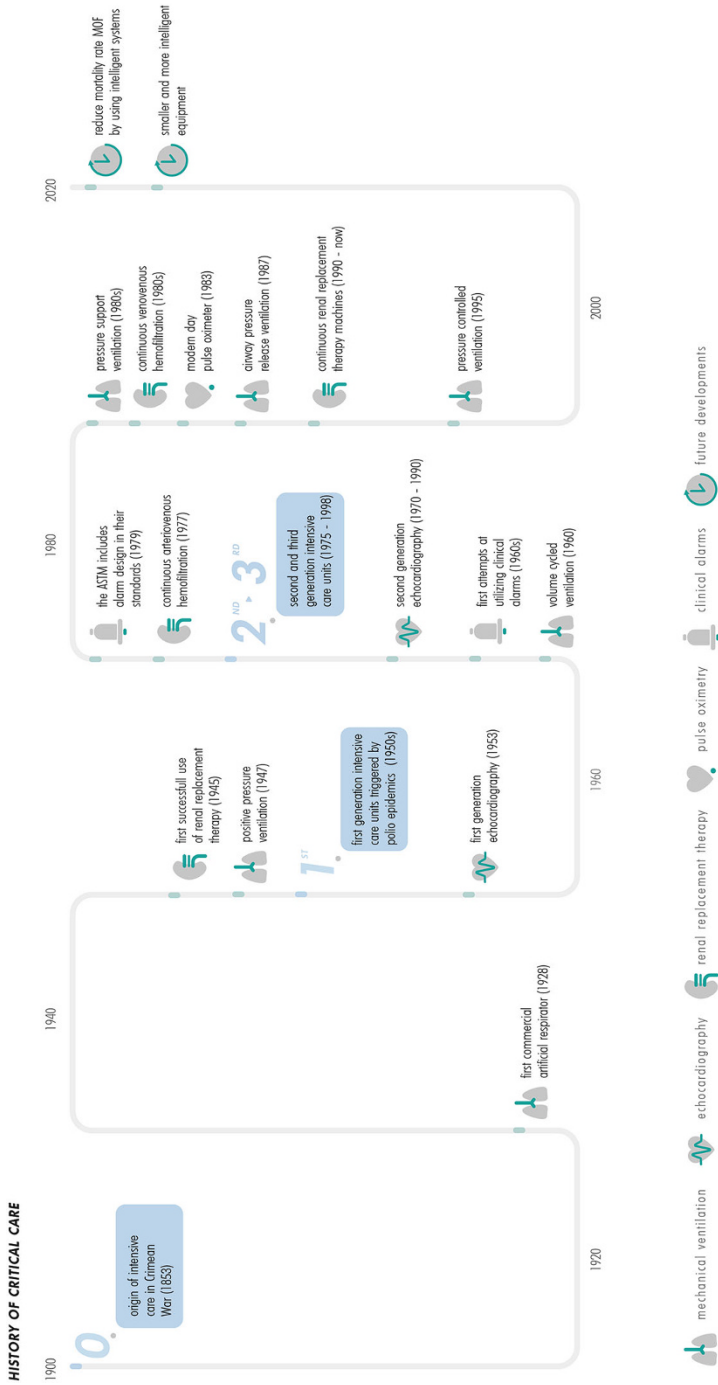 HISTORY OF CRITICAL CARE
1900
0.
origin of intensive
care in Crimean
War (1853)
1920
first commercial
artificial respirator (1928)
1940
first successfull use
of renal replacement
therapy (1945)
positive pressure
ventilation (1947)
1ST.
first generation intensive
care units triggered by
polio epidemics (1950s)
first generation
echocardiography (1953)
1960
volume cycled
ventilation (1960)
first attempts at
utilizing clinical
alarms (1960s)
second generation
echocardiography (1970 - 1990)
2ND. ▸ 3RD
second and third
generation intensive
care units (1975 - 1998)
continuous arteriovenous
hemofiltration (1977)
the ASTM includes
alarm design in their
standards (1979)
1980
pressure support
ventilation (1980s)
continuous venovenous
hemofiltration (1980s)
modern day
pulse oximeter (1983)
airway pressure
release ventilation (1987)
continuous renal replacement
therapy machines (1990 - now)
pressure controlled
ventilation (1995)
2000
2020
reduce mortality rate MOF
by using intelligent systems
smaller and more intelligent
equipment
mechanical ventilation
echocardiography
renal replacement therapy
pulse oximetry
clinical alarms
future developments